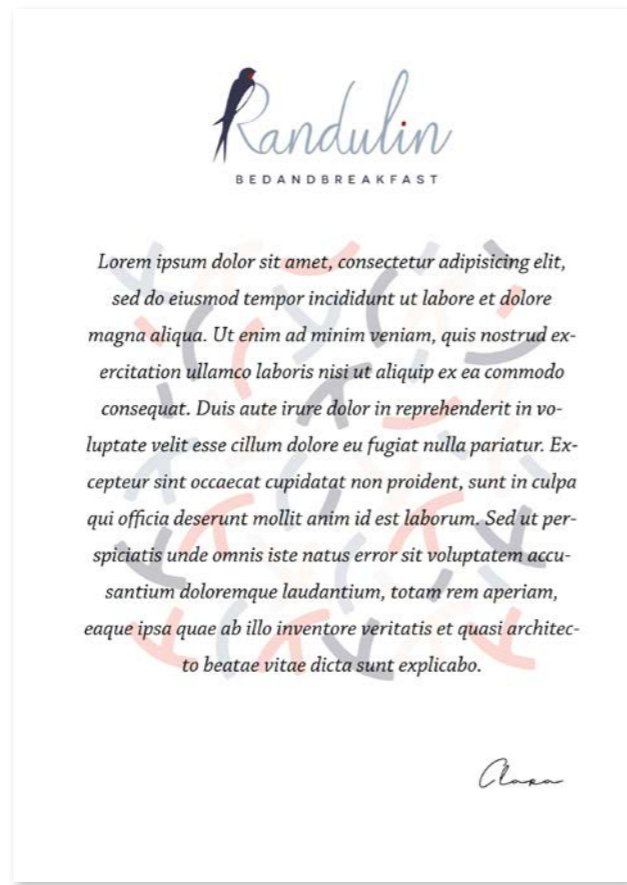 Randulin
BEDANDBREAKFAST
Lorem ipsum dolor sit amet, consectetur adipisicing elit,
sed do eiusmod tempor incididunt ut labore et dolore
magna aliqua. Ut enim ad minim veniam, quis nostrud ex-
ercitation ullamco laboris nisi ut aliquip ex ea commodo
consequat. Duis aute irure dolor in reprehenderit in vo-
luptate velit esse cillum dolore eu fugiat nulla pariatur. Ex-
cepteur sint occaecat cupidatat non proident, sunt in culpa
qui officia deserunt mollit anim id est laborum. Sed ut per-
spiciatis unde omnis iste natus error sit voluptatem accu-
santium doloremque laudantium, totam rem aperiam,
eaque ipsa quae ab illo inventore veritatis et quasi architec-
to beatae vitae dicta sunt explicabo.
Clara